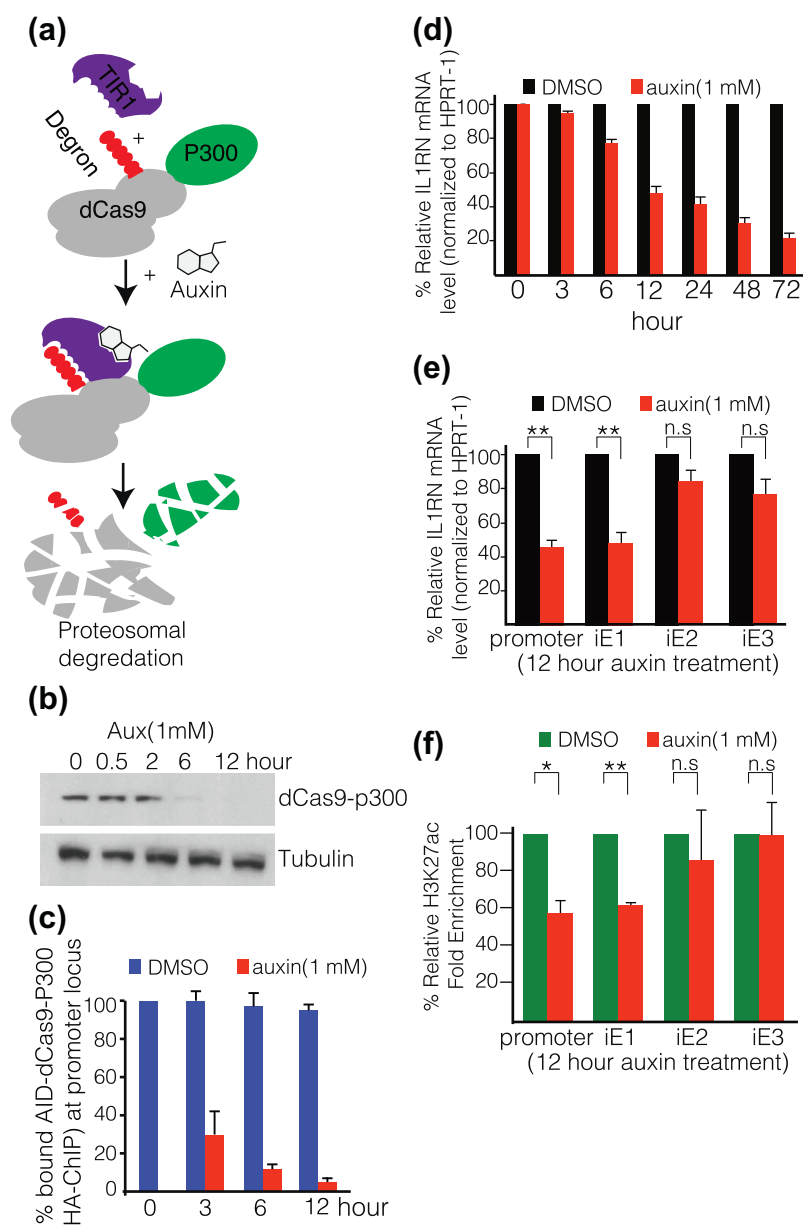 (a)
TIR1
+
Degron
P300
dCas9
+
Auxin
Proteosomal
degredation
(b)
Aux(1mM)
0 0.5 2 6 12 hour
dCas9-p300
Tubulin
(c)
DMSO auxin(1 mM)
% bound AID-dCas9-P300
HA-ChIP) at promoter locus
100
80
60
40
20
0
0 3 6 12 hour
(d)
DMSO auxin(1 mM)
% Relative IL1RN mRNA
level (normalized to HPRT-1)
100
80
60
40
20
0 3 6 12 24 48 72
hour
(e)
DMSO auxin(1 mM)
** ** n.s n.s
% Relative IL1RN mRNA
level (normalized to HPRT-1)
100
80
60
40
20
promoter iE1 iE2 iE3
(12 hour auxin treatment)
(f)
DMSO auxin(1 mM)
* ** n.s n.s
% Relative H3K27ac
Fold Enrichment
100
80
60
40
20
promoter iE1 iE2 iE3
(12 hour auxin treatment)